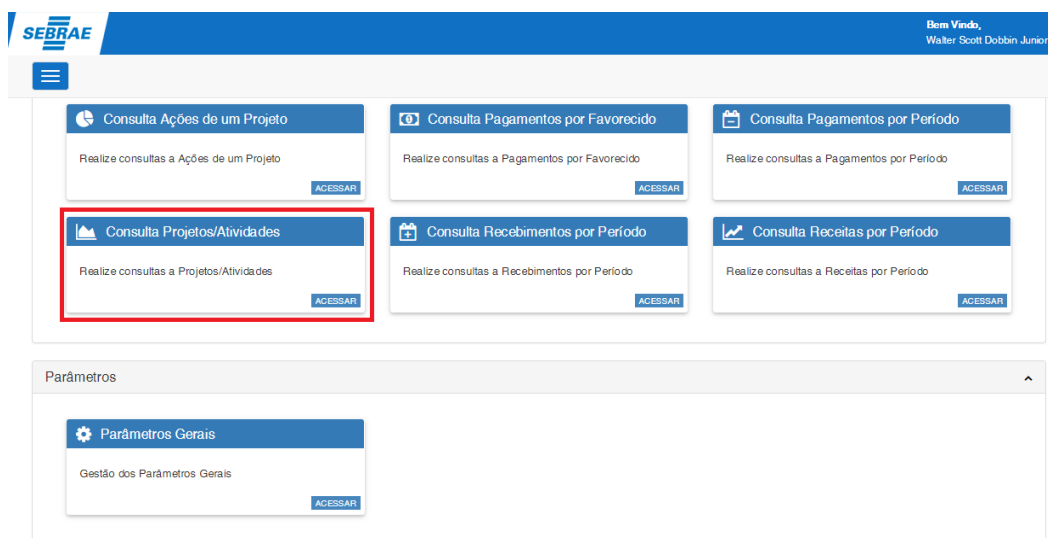 SEBRAE
Bem Vindo,
Walter Scott Dobbin Junior
Consulta Ações de um Projeto
Realize consultas a Ações de um Projeto
ACESSAR
Consulta Pagamentos por Favorecido
Realize consultas a Pagamentos por Favorecido
ACESSAR
Consulta Pagamentos por Período
Realize consultas a Pagamentos por Período
ACESSAR
Consulta Projetos/Atividades
Realize consultas a Projetos/Atividades
ACESSAR
Consulta Recebimentos por Período
Realize consultas a Recebimentos por Período
ACESSAR
Consulta Receitas por Período
Realize consultas a Receitas por Período
ACESSAR
Parâmetros
Parâmetros Gerais
Gestão dos Parâmetros Gerais
ACESSAR